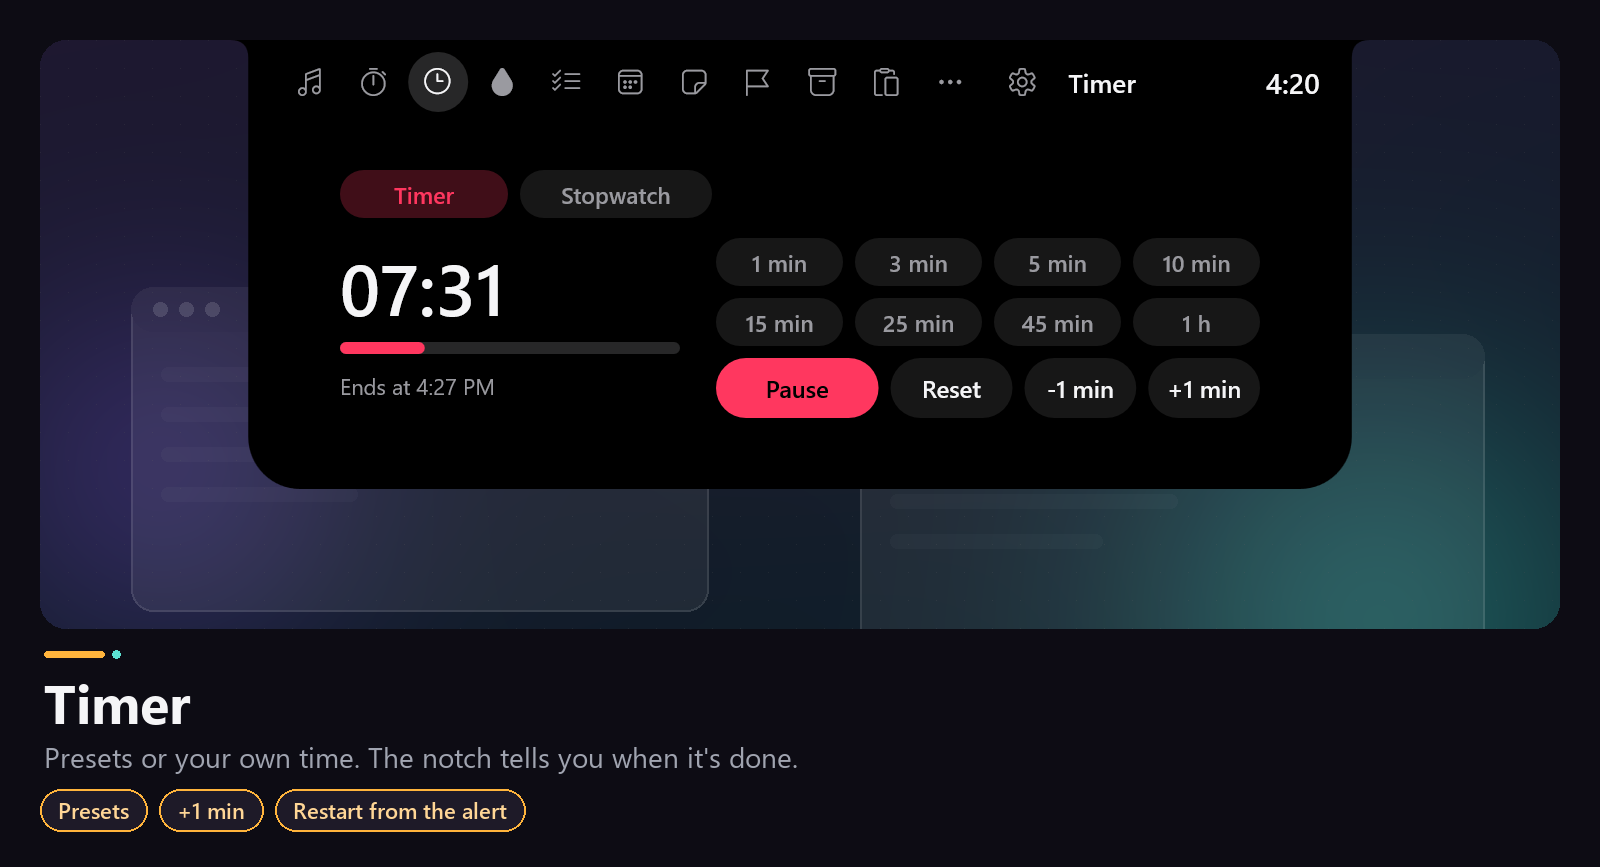 Timer 4:20
Timer Stopwatch
07:31
Ends at 4:27 PM
1 min 3 min 5 min 10 min
15 min 25 min 45 min 1 h
Pause Reset -1 min +1 min
Timer
Presets or your own time. The notch tells you when it's done.
Presets +1 min Restart from the alert